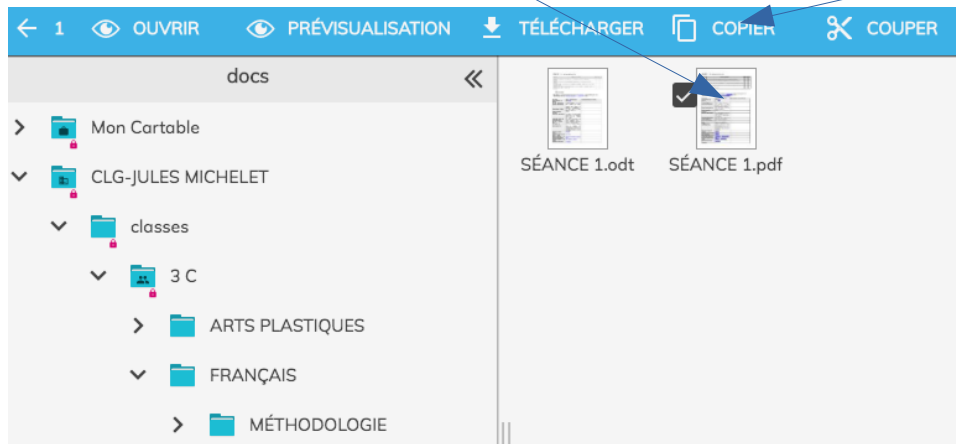 1 OUVRIR PRÉVISUALISATION TÉLÉCHARGER COPIER COUPER
docs
Mon Cartable
CLG-JULES MICHELET
classes
3 C
ARTS PLASTIQUES
FRANÇAIS
MÉTHODOLOGIE
SÉANCE 1.odt SÉANCE 1.pdf